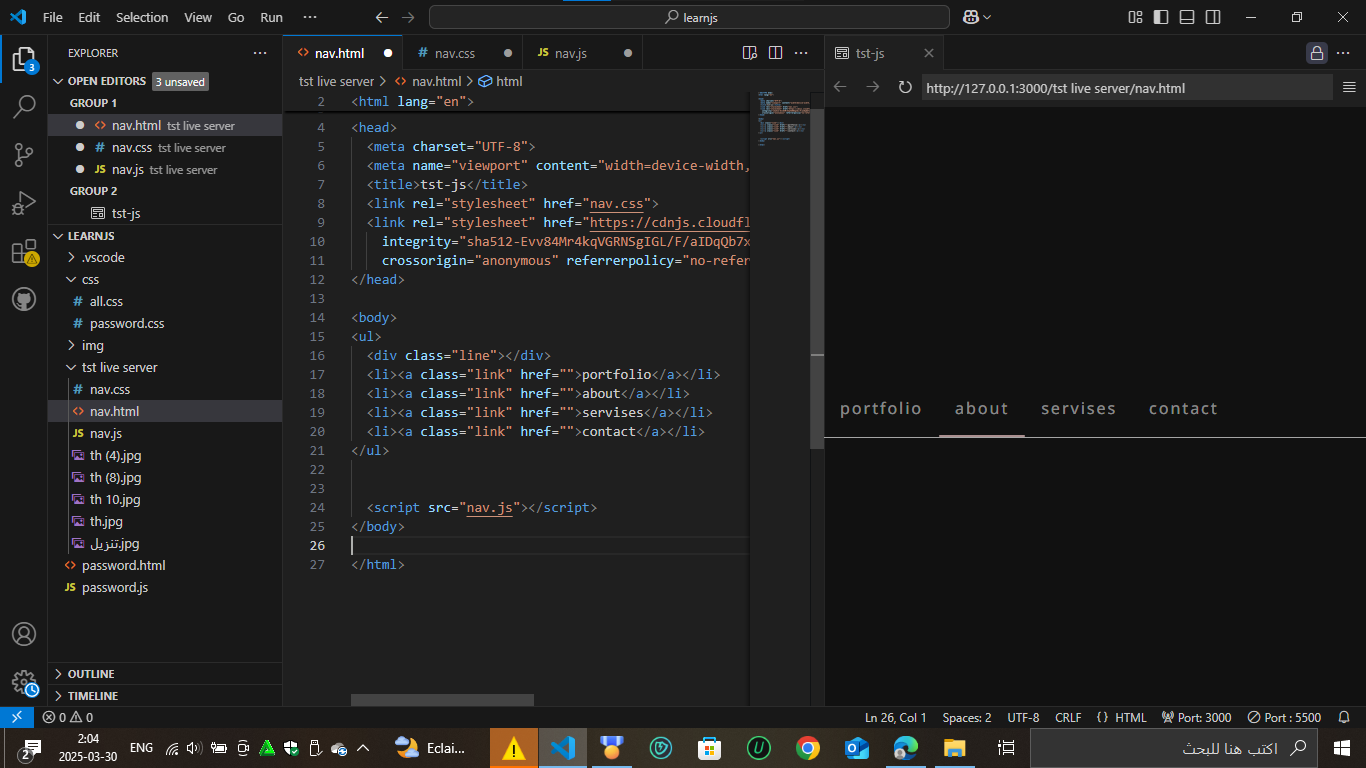 File Edit Selection View Go Run ··· learnjs
EXPLORER ···
OPEN EDITORS 3 unsaved
GROUP 1
nav.html tst live server
# nav.css tst live server
JS nav.js tst live server
GROUP 2
tst-js
LEARNJS
.vscode
css
# all.css
# password.css
img
tst live server
# nav.css
<> nav.html
JS nav.js
th (4).jpg
th (8).jpg
th 10.jpg
th.jpg
تنزيل.jpg
<> password.html
JS password.js
OUTLINE
TIMELINE
3
<> nav.html # nav.css JS nav.js ···
tst live server > <> nav.html > html
2 <html lang="en">
4 <head>
5 <meta charset="UTF-8">
6 <meta name="viewport" content="width=device-width,
7 <title>tst-js</title>
8 <link rel="stylesheet" href="nav.css">
9 <link rel="stylesheet" href="https://cdnjs.cloudfl
10 integrity="sha512-Evv84Mr4kqVGRNSgIGL/F/aIDqQb7x
11 crossorigin="anonymous" referrerpolicy="no-refer
12 </head>
13
14 <body>
15 <ul>
16 <div class="line"></div>
17 <li><a class="link" href="">portfolio</a></li>
18 <li><a class="link" href="">about</a></li>
19 <li><a class="link" href="">servises</a></li>
20 <li><a class="link" href="">contact</a></li>
21 </ul>
22
23
24 <script src="nav.js"></script>
25 </body>
26
27 </html>
tst-js ···
http://127.0.0.1:3000/tst live server/nav.html
portfolio about servises contact
0 0 Ln 26, Col 1 Spaces: 2 UTF-8 CRLF {} HTML Port: 3000 Port : 5500
2 2:04 ENG Eclai... اكتب هنا للبحث
2025-03-30